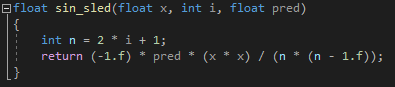 float sin_sled(float x, int i, float pred)
{
int n = 2 * i + 1;
return (-1.f) * pred * (x * x) / (n * (n - 1.f));
}